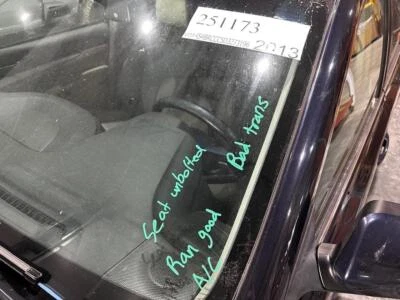 251173
2013
Bad trans
Seat unbolted
Ran good
A/C